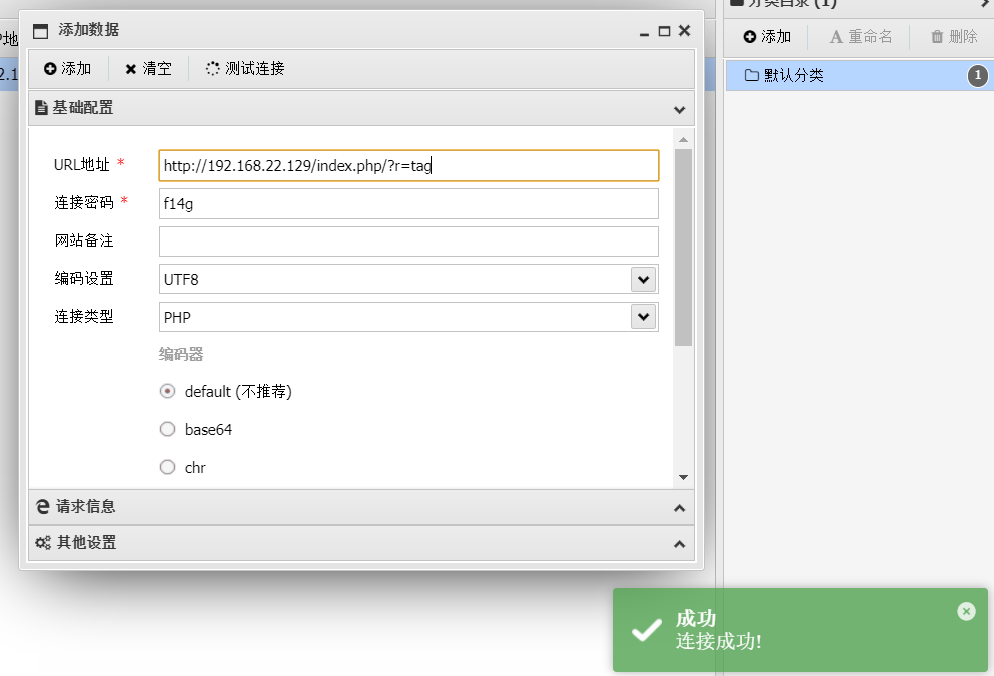 分类目录 (1)
添加 重命名 删除
默认分类 1
添加数据
添加 清空 测试连接
基础配置
URL地址 * http://192.168.22.129/index.php/?r=tag
连接密码 * f14g
网站备注
编码设置 UTF8
连接类型 PHP
编码器
default (不推荐)
base64
chr
请求信息
其他设置
成功
连接成功!